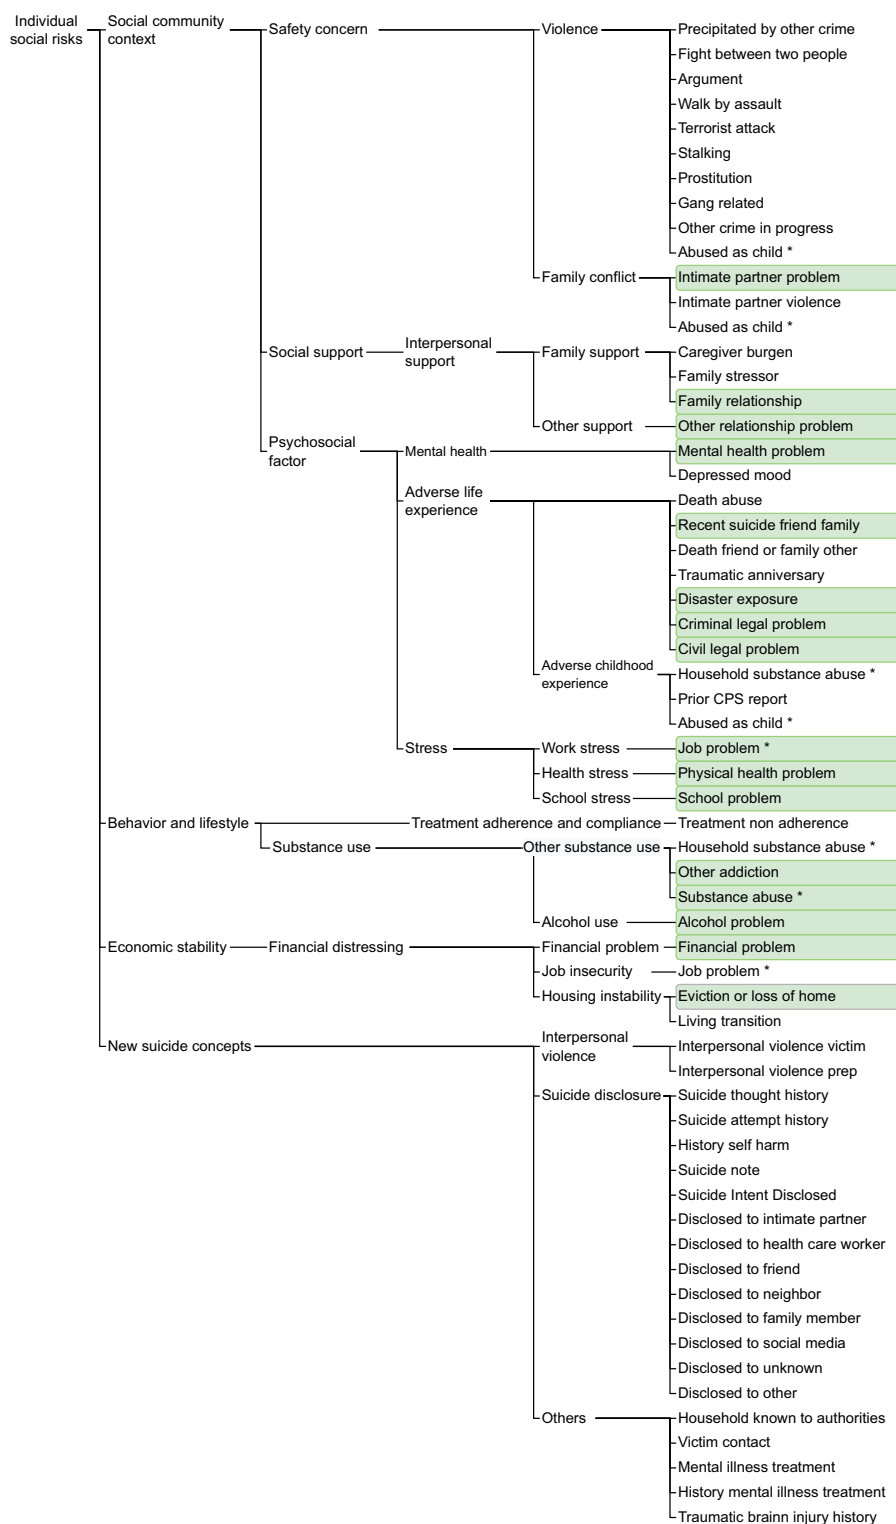 Individual
social risks
Social community
context
Safety concern
Violence
Precipitated by other crime
Fight between two people
Argument
Walk by assault
Terrorist attack
Stalking
Prostitution
Gang related
Other crime in progress
Abused as child *
Family conflict
Intimate partner problem
Intimate partner violence
Abused as child *
Social support
Interpersonal
support
Family support
Caregiver burgen
Family stressor
Family relationship
Other support
Other relationship problem
Psychosocial
factor
Mental health
Mental health problem
Depressed mood
Adverse life
experience
Death abuse
Recent suicide friend family
Death friend or family other
Traumatic anniversary
Disaster exposure
Criminal legal problem
Civil legal problem
Adverse childhood
experience
Household substance abuse *
Prior CPS report
Abused as child *
Stress
Work stress
Job problem *
Health stress
Physical health problem
School stress
School problem
Behavior and lifestyle
Treatment adherence and compliance
Treatment non adherence
Substance use
Other substance use
Household substance abuse *
Other addiction
Substance abuse *
Alcohol use
Alcohol problem
Economic stability
Financial distressing
Financial problem
Financial problem
Job insecurity
Job problem *
Housing instability
Eviction or loss of home
Living transition
New suicide concepts
Interpersonal
violence
Interpersonal violence victim
Interpersonal violence prep
Suicide disclosure
Suicide thought history
Suicide attempt history
History self harm
Suicide note
Suicide Intent Disclosed
Disclosed to intimate partner
Disclosed to health care worker
Disclosed to friend
Disclosed to neighbor
Disclosed to family member
Disclosed to social media
Disclosed to unknown
Disclosed to other
Others
Household known to authorities
Victim contact
Mental illness treatment
History mental illness treatment
Traumatic brainn injury history